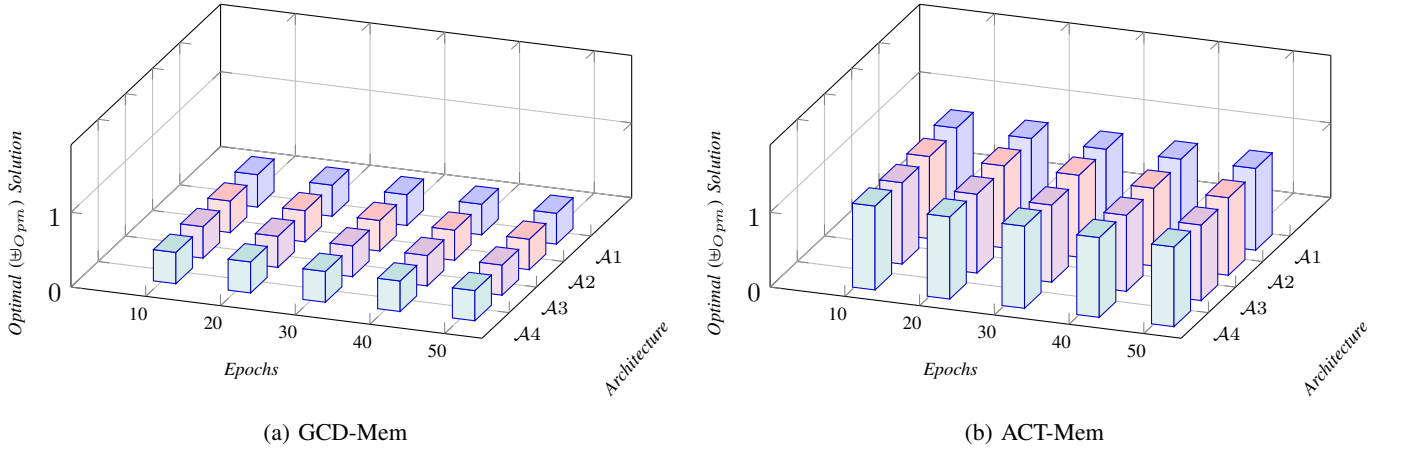 Optimal (⊎Opm) Solution
1
0
10
20
30
40
50
Epochs
𝒜4
𝒜3
𝒜2
𝒜1
Architecture
(a) GCD-Mem
Optimal (⊎Opm) Solution
1
0
10
20
30
40
50
Epochs
𝒜4
𝒜3
𝒜2
𝒜1
Architecture
(b) ACT-Mem